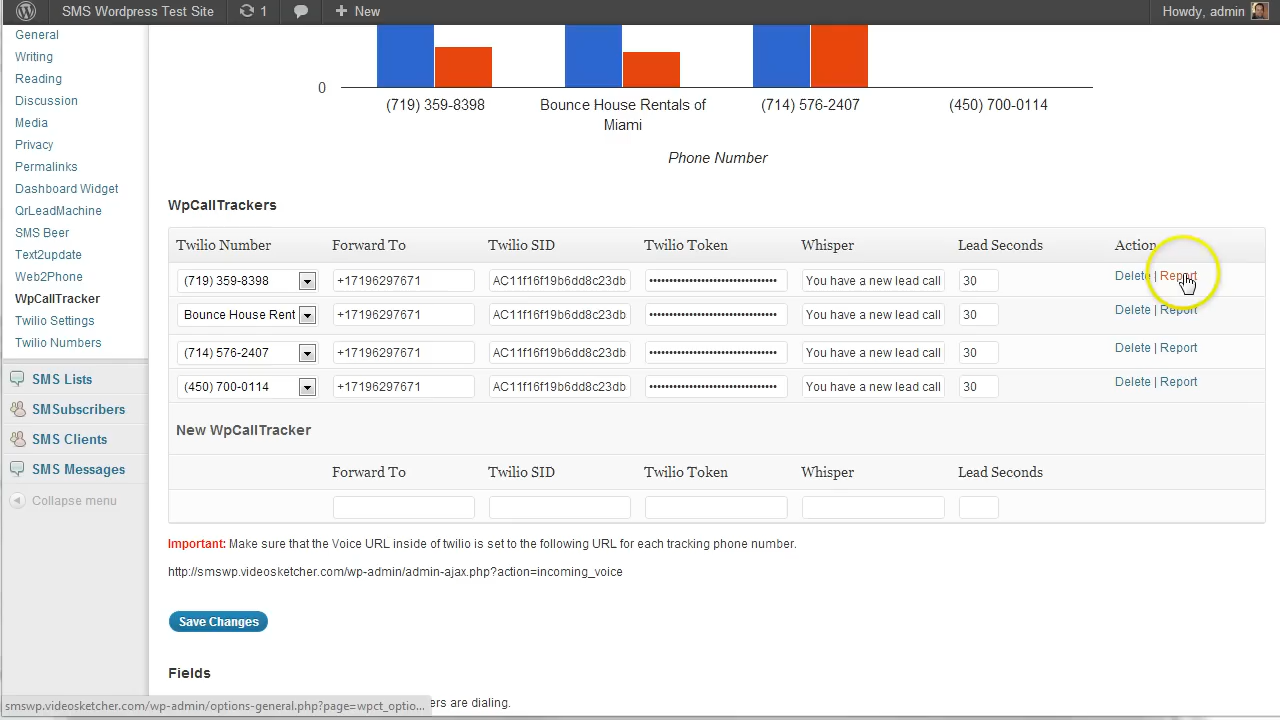 SMS Wordpress Test Site 1 + New Howdy, admin
General
Writing
Reading
Discussion
Media
Privacy
Permalinks
Dashboard Widget
QrLeadMachine
SMS Beer
Text2update
Web2Phone
WpCallTracker
Twilio Settings
Twilio Numbers
SMS Lists
SMSubscribers
SMS Clients
SMS Messages
Collapse menu
0
(719) 359-8398 Bounce House Rentals of Miami (714) 576-2407 (450) 700-0114
Phone Number
WpCallTrackers
Twilio Number Forward To Twilio SID Twilio Token Whisper Lead Seconds Action
(719) 359-8398 +17196297671 AC11f16f19b6dd8c23db •••••••••••••••••••••••••••••••• You have a new lead call 30 Delete | Report
Bounce House Rent +17196297671 AC11f16f19b6dd8c23db •••••••••••••••••••••••••••••••• You have a new lead call 30 Delete | Report
(714) 576-2407 +17196297671 AC11f16f19b6dd8c23db •••••••••••••••••••••••••••••••• You have a new lead call 30 Delete | Report
(450) 700-0114 +17196297671 AC11f16f19b6dd8c23db •••••••••••••••••••••••••••••••• You have a new lead call 30 Delete | Report
New WpCallTracker
Forward To Twilio SID Twilio Token Whisper Lead Seconds
Important: Make sure that the Voice URL inside of twilio is set to the following URL for each tracking phone number.
http://smswp.videosketcher.com/wp-admin/admin-ajax.php?action=incoming_voice
Save Changes
Fields
ers are dialing.
smswp.videosketcher.com/wp-admin/options-general.php?page=wpct_optio...